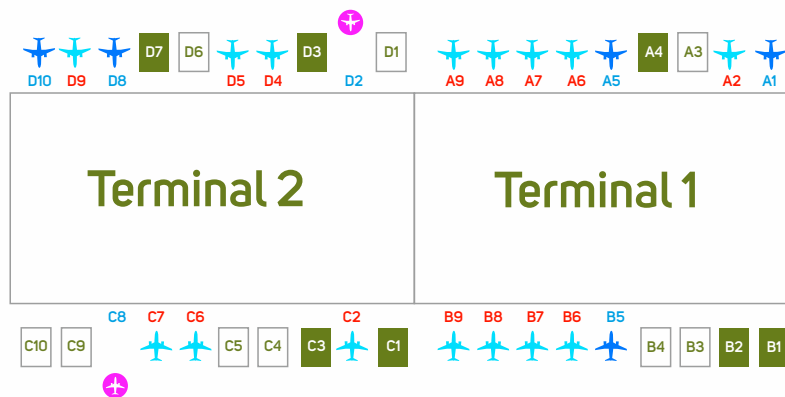 D7 D6 D3 D1 A4 A3
D10 D9 D8 D5 D4 D2 A9 A8 A7 A6 A5 A2 A1
Terminal 2 Terminal 1
C8 C7 C6 C2 B9 B8 B7 B6 B5
C10 C9 C5 C4 C3 C1 B4 B3 B2 B1